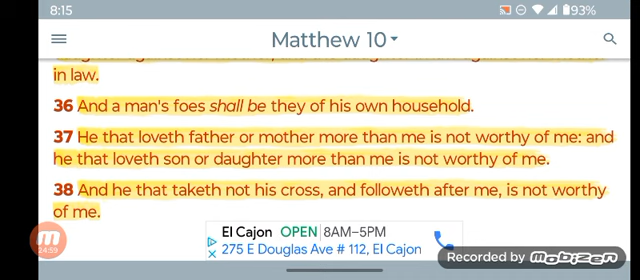 8:15
93%
Matthew 10
in law.
36 And a man's foes shall be they of his own household.
37 He that loveth father or mother more than me is not worthy of me: and
he that loveth son or daughter more than me is not worthy of me.
38 And he that taketh not his cross, and followeth after me, is not worthy
of me.
El Cajon OPEN 8AM–5PM
275 E Douglas Ave # 112, El Cajon
24:59
Recorded by Mobizen